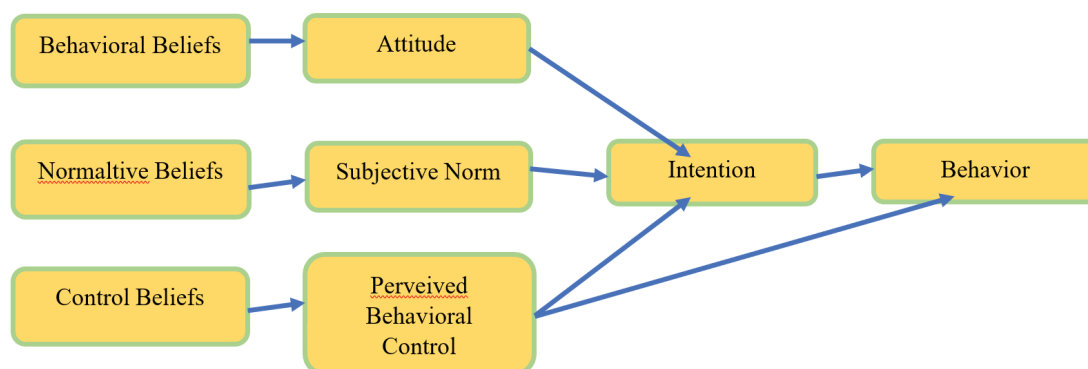 Behavioral Beliefs
Attitude
Normaltive Beliefs
Subjective Norm
Intention
Behavior
Control Beliefs
Perveived
Behavioral
Control